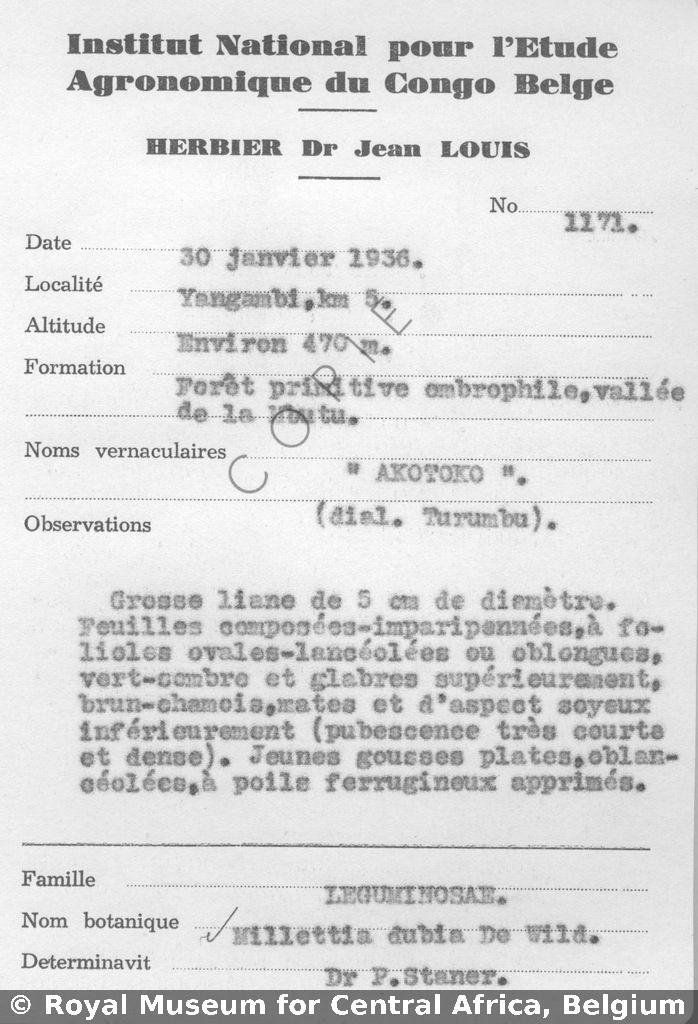 Institut National pour l'Etude
Agronomique du Congo Belge
HERBIER Dr Jean LOUIS
No 1171.
Date 30 janvier 1936.
Localité Yangambi,km 5.
Altitude Environ 470 m.
Formation Forêt primitive ombrophile,vallée
de la Moutu.
COPIE
Noms vernaculaires " AKOTOKO ".
(dial. Turumbu).
Observations
Grosse liane de 5 cm de diamètre.
Feuilles composées-imparipennées,à fo-
lioles ovales-lancéolées ou oblongues,
vert-sombre et glabres supérieurement,
brun-chamois,mates et d'aspect soyeux
inférieurement (pubescence très courte
et dense). Jeunes gousses plates,oblan-
céolées,à poils ferrugineux apprimés.
Famille LEGUMINOSAE.
Nom botanique Millettia dubia De Wild.
Determinavit Dr P.Staner.
© Royal Museum for Central Africa, Belgium